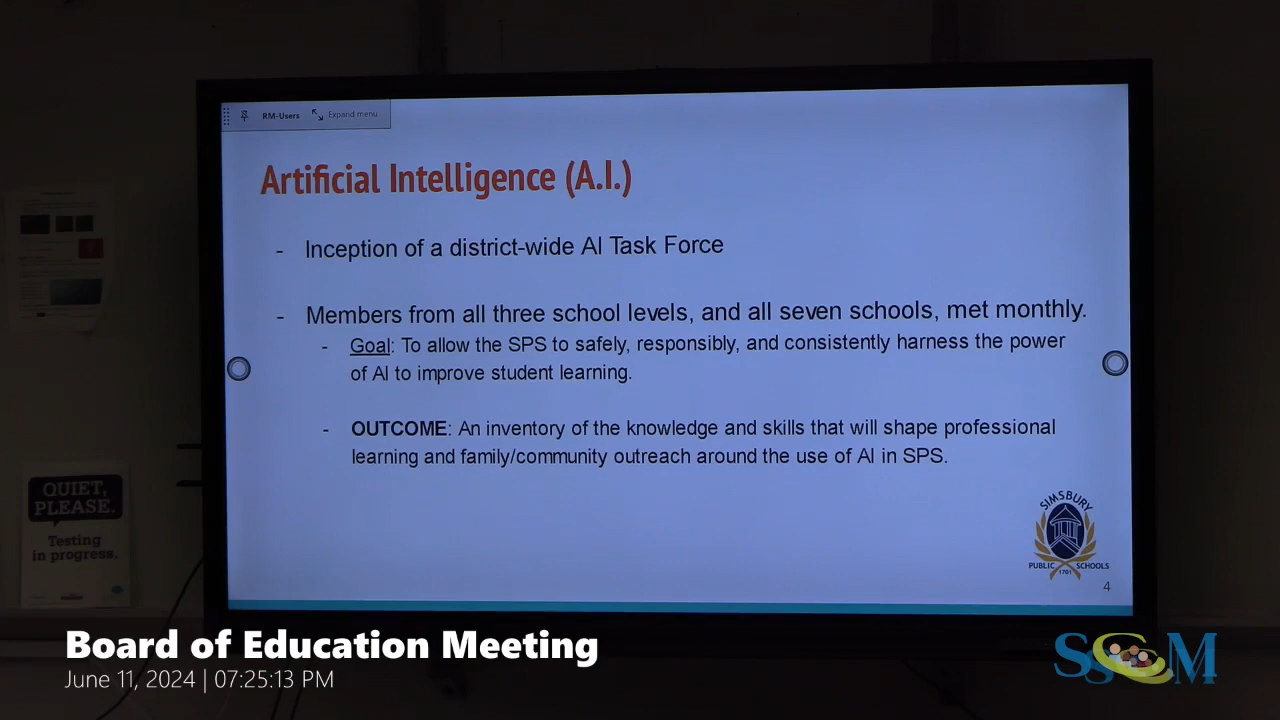 RM-Users Expand menu
Artificial Intelligence (A.I.)
- Inception of a district-wide AI Task Force
- Members from all three school levels, and all seven schools, met monthly.
- Goal: To allow the SPS to safely, responsibly, and consistently harness the power
of AI to improve student learning.
- OUTCOME: An inventory of the knowledge and skills that will shape professional
learning and family/community outreach around the use of AI in SPS.
SIMSBURY
PUBLIC SCHOOLS
1701
4
QUIET,
PLEASE.
Testing
in progress.
Board of Education Meeting
June 11, 2024 | 07:25:13 PM